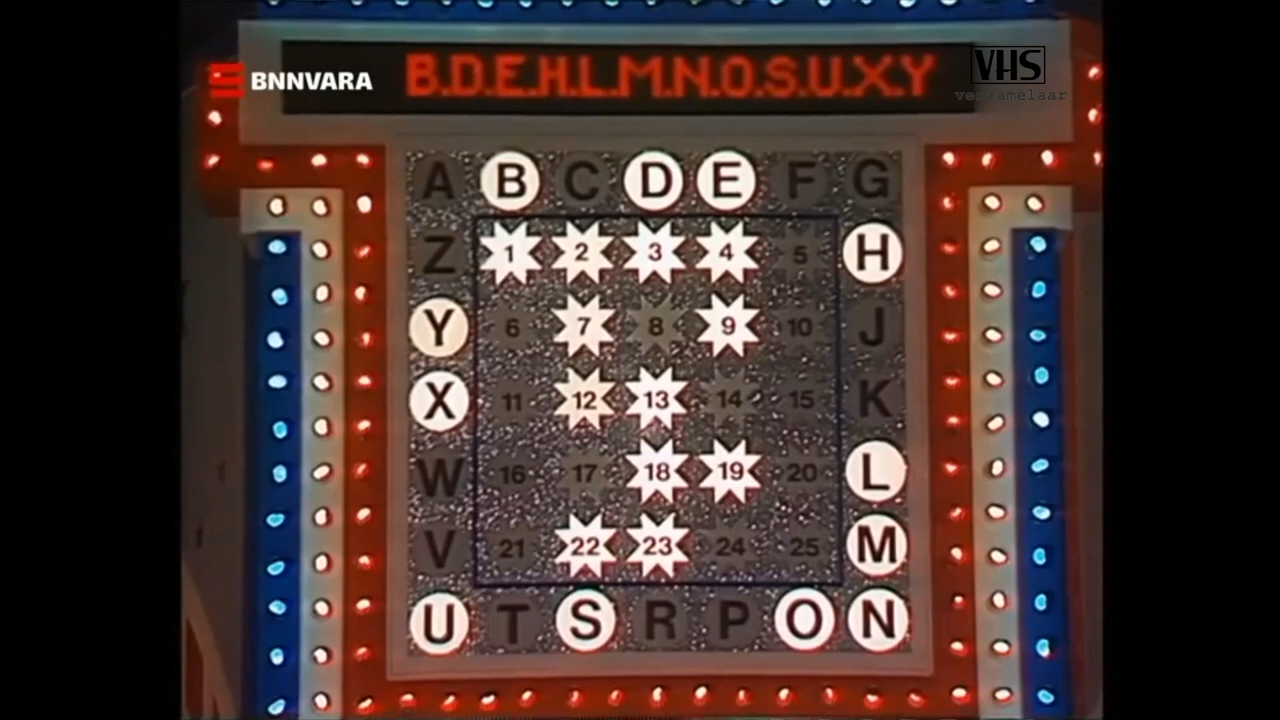 BNNVARA
B.D.E.H.L.M.N.O.S.U.X.Y
VHS
verzamelaar
A B C D E F G
Z 1 2 3 4 5 H
Y 6 7 8 9 10 J
X 11 12 13 14 15 K
W 16 17 18 19 20 L
V 21 22 23 24 25 M
U T S R P O N